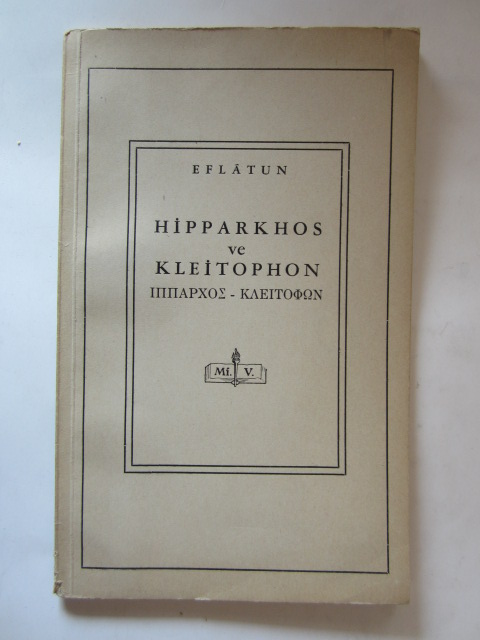 EFLÂTUN
HİPPARKHOS
ve
KLEİTOPHON
ΙΠΠΑΡΧΟΣ - ΚΛΕΙΤΟΦΩΝ
Mİ. V.